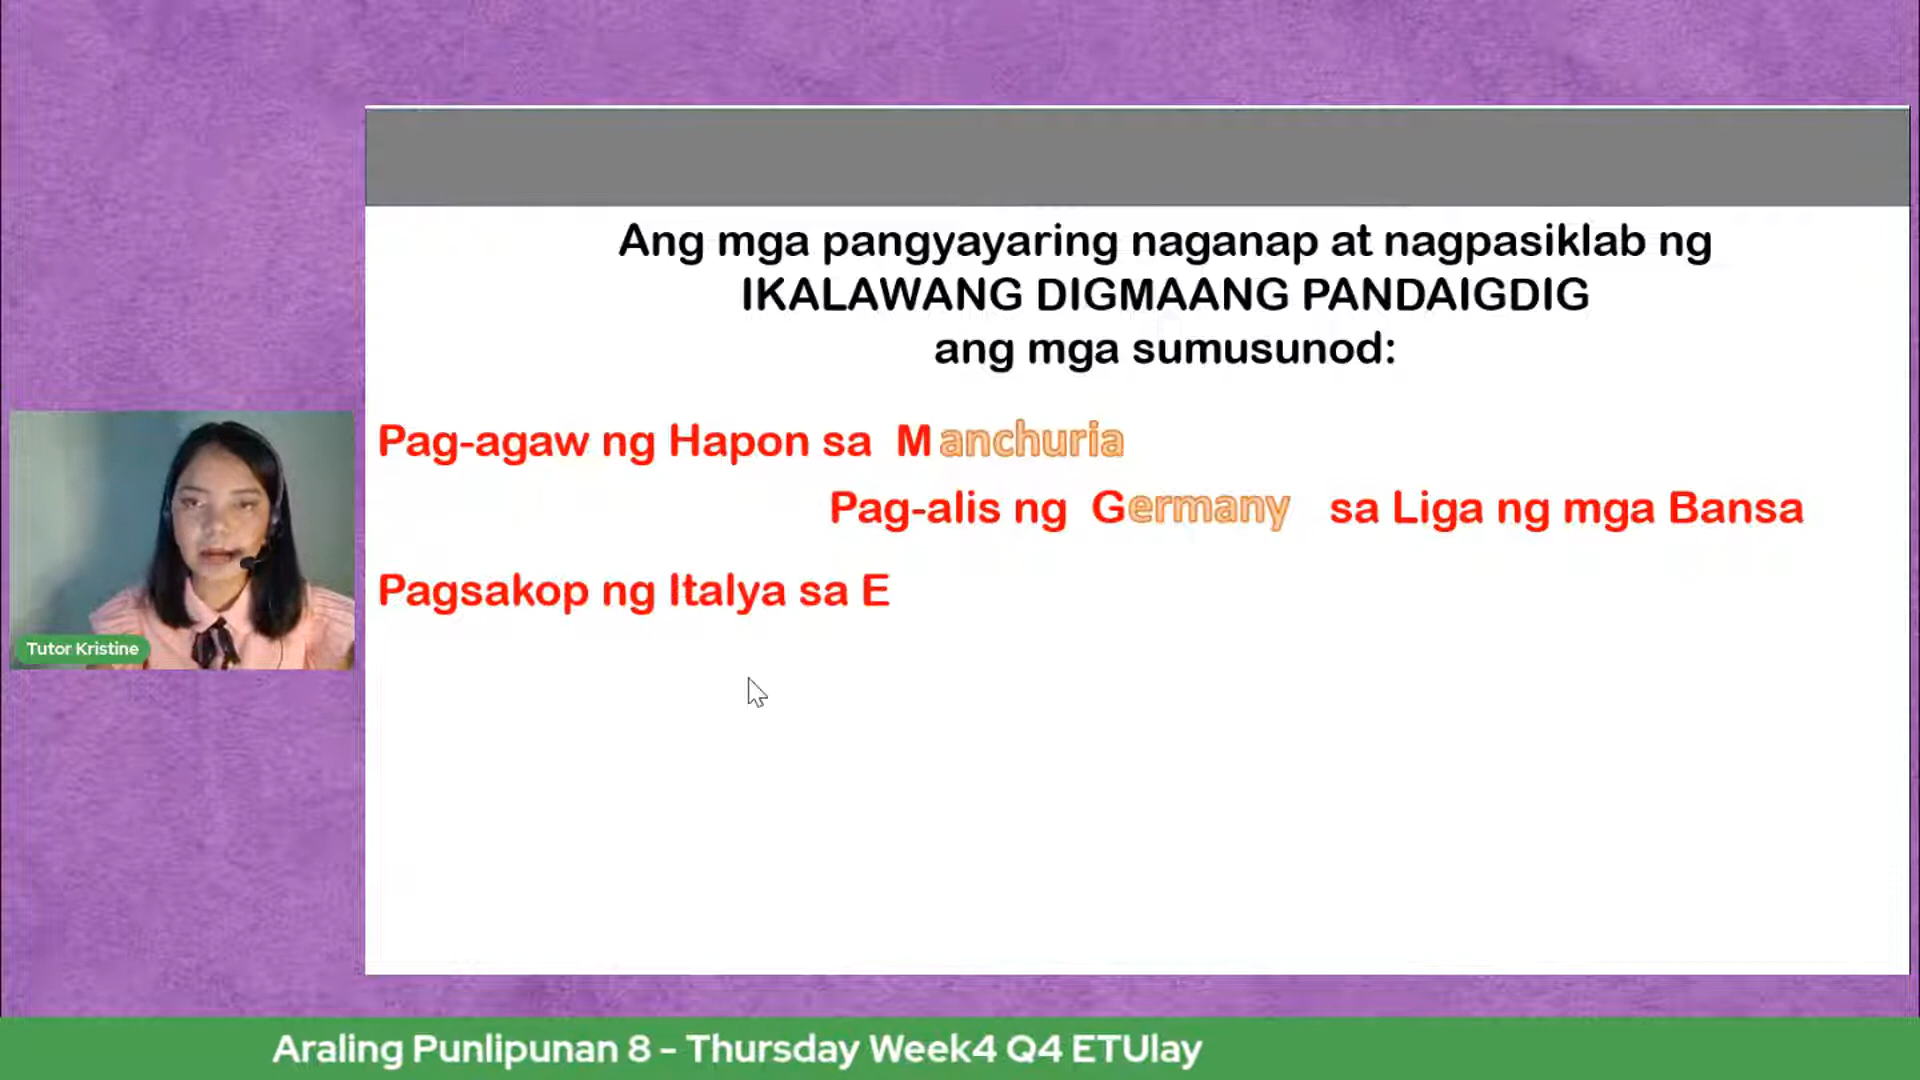 Ang mga pangyayaring naganap at nagpasiklab ng
IKALAWANG DIGMAANG PANDAIGDIG
ang mga sumusunod:
Pag-agaw ng Hapon sa Manchuria
Pag-alis ng Germany sa Liga ng mga Bansa
Pagsakop ng Italya sa E
Tutor Kristine
Araling Punlipunan 8 - Thursday Week4 Q4 ETUlay